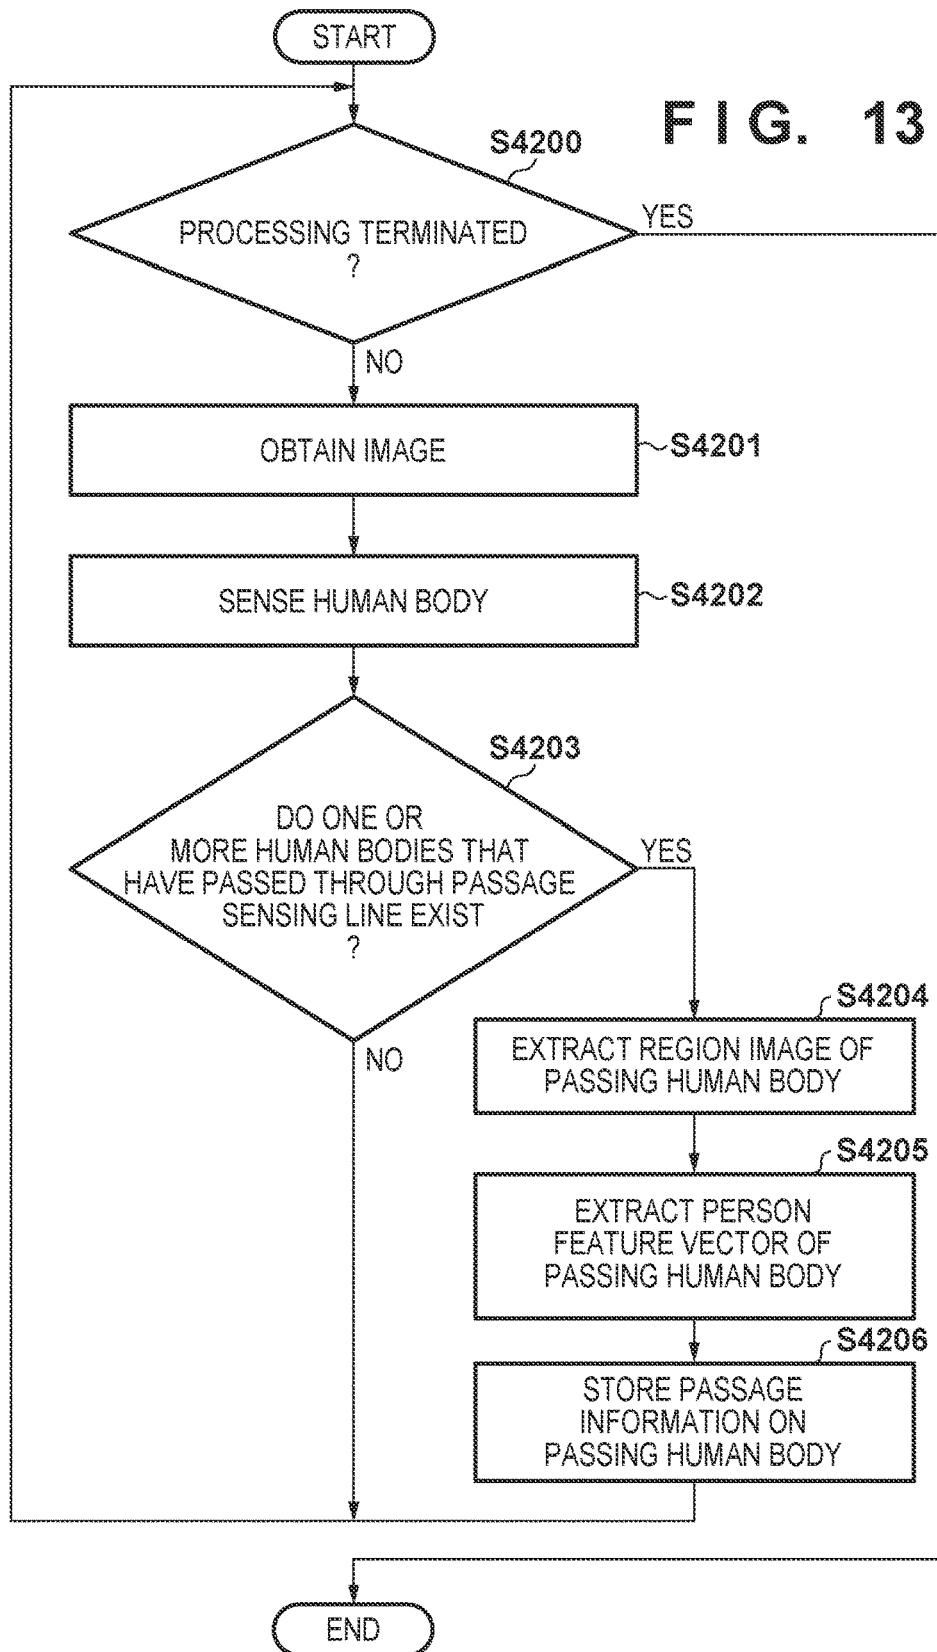 START
FIG. 13
S4200
PROCESSING TERMINATED
?
YES
NO
OBTAIN IMAGE
S4201
SENSE HUMAN BODY
S4202
S4203
DO ONE OR
MORE HUMAN BODIES THAT
HAVE PASSED THROUGH PASSAGE
SENSING LINE EXIST
?
YES
NO
S4204
EXTRACT REGION IMAGE OF
PASSING HUMAN BODY
S4205
EXTRACT PERSON
FEATURE VECTOR OF
PASSING HUMAN BODY
S4206
STORE PASSAGE
INFORMATION ON
PASSING HUMAN BODY
END